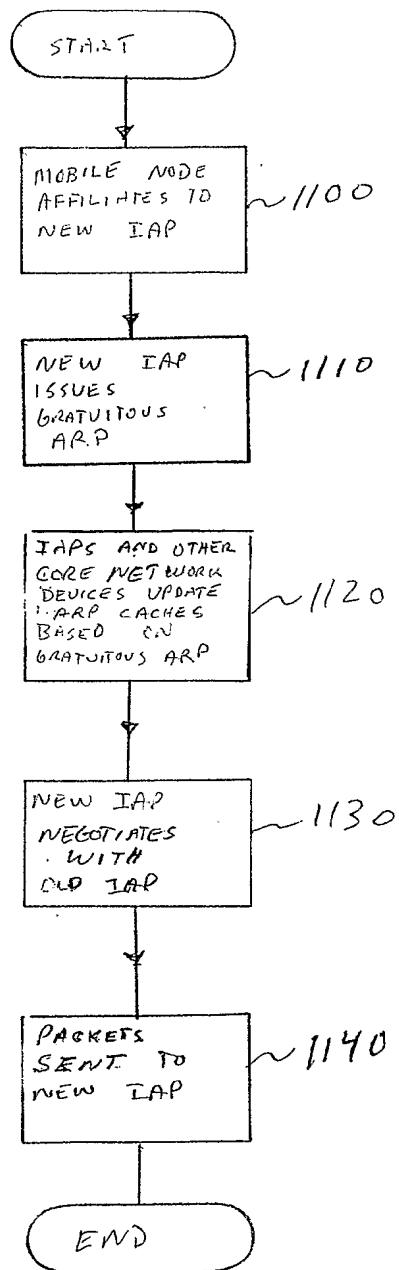 START
MOBILE NODE
AFFILIATES TO
NEW IAP
1100
NEW IAP
ISSUES
GRATUITOUS
ARP
1110
IAPS AND OTHER
CORE NETWORK
DEVICES UPDATE
ARP CACHES
BASED ON
GRATUITOUS ARP
1120
NEW IAP
NEGOTIATES
WITH
OLD IAP
1130
PACKETS
SENT TO
NEW IAP
1140
END